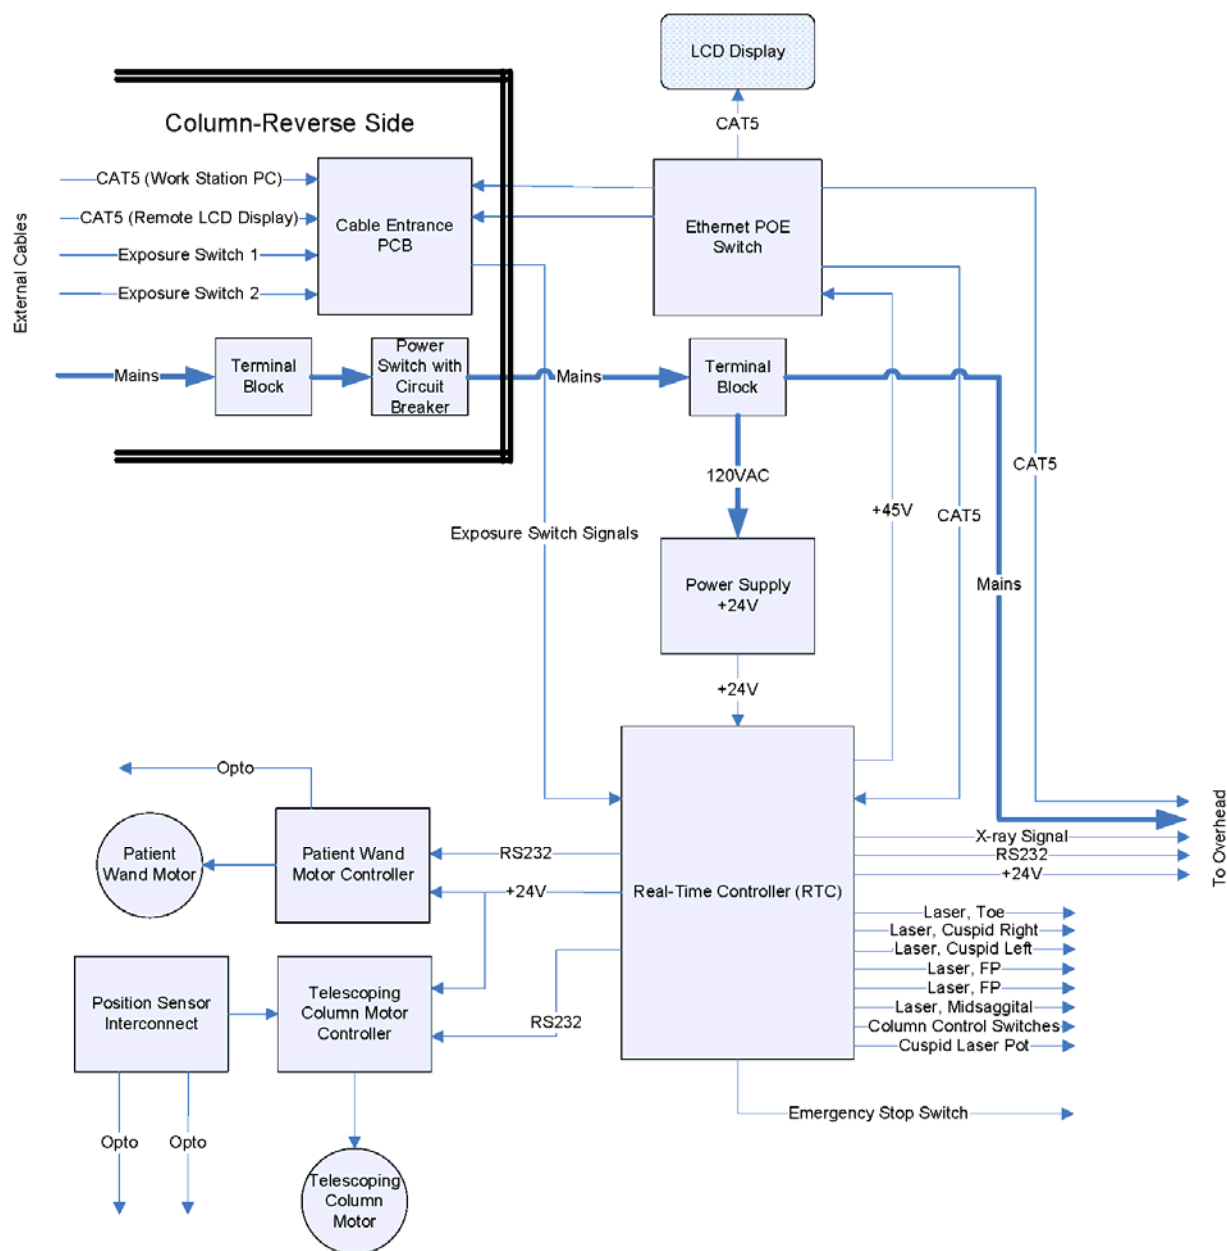 LCD Display
CAT5
Column-Reverse Side
External Cables
CAT5 (Work Station PC)
CAT5 (Remote LCD Display)
Exposure Switch 1
Exposure Switch 2
Cable Entrance
PCB
Ethernet POE
Switch
Mains
Terminal
Block
Power
Switch with
Circuit
Breaker
Mains
Terminal
Block
120VAC
CAT5
+45V
CAT5
Exposure Switch Signals
Mains
Power Supply
+24V
+24V
Opto
Patient
Wand Motor
Patient Wand
Motor Controller
RS232
+24V
Real-Time Controller (RTC)
X-ray Signal
RS232
+24V
To Overhead
Laser, Toe
Laser, Cuspid Right
Laser, Cuspid Left
Laser, FP
Laser, FP
Laser, Midsaggital
Column Control Switches
Cuspid Laser Pot
Position Sensor
Interconnect
Telescoping
Column Motor
Controller
RS232
Emergency Stop Switch
Opto
Opto
Telescoping
Column
Motor